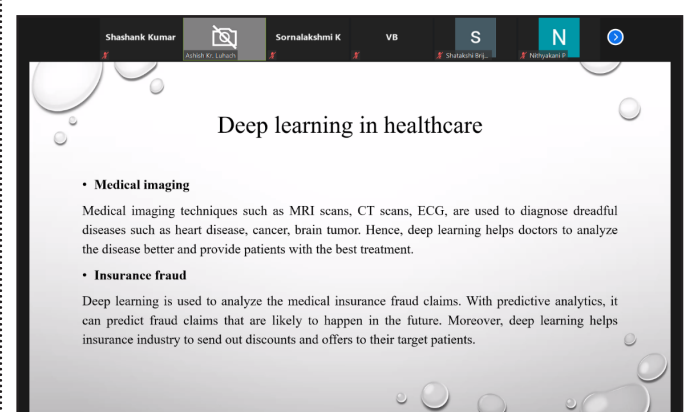 Shashank Kumar
Ashish Kr. Luhach
Sornalakshmi K
VB
S
Shatakshi Brij...
N
Nithyakani P
Deep learning in healthcare
• Medical imaging
Medical imaging techniques such as MRI scans, CT scans, ECG, are used to diagnose dreadful
diseases such as heart disease, cancer, brain tumor. Hence, deep learning helps doctors to analyze
the disease better and provide patients with the best treatment.
• Insurance fraud
Deep learning is used to analyze the medical insurance fraud claims. With predictive analytics, it
can predict fraud claims that are likely to happen in the future. Moreover, deep learning helps
insurance industry to send out discounts and offers to their target patients.